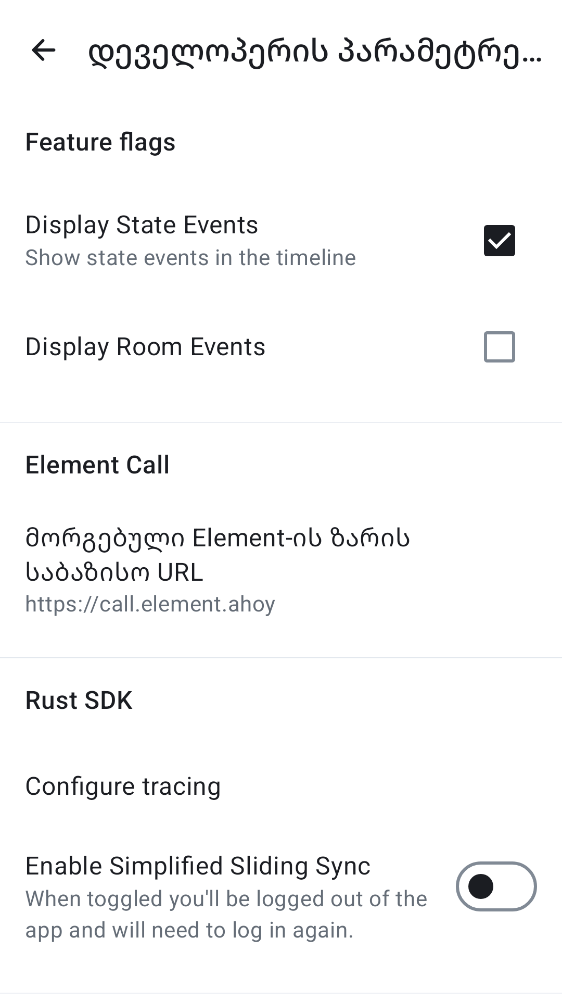 დეველოპერის პარამეტრე...
Feature flags
Display State Events
Show state events in the timeline
Display Room Events
Element Call
მორგებული Element-ის ზარის
საბაზისო URL
https://call.element.ahoy
Rust SDK
Configure tracing
Enable Simplified Sliding Sync
When toggled you'll be logged out of the
app and will need to log in again.